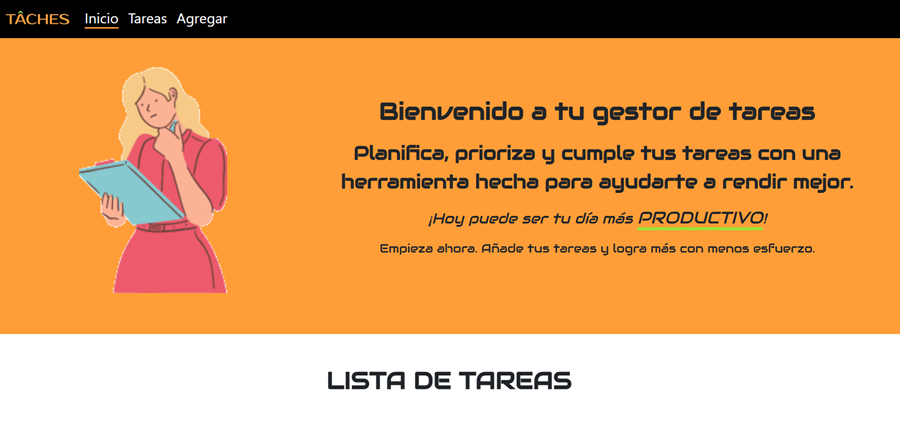 TÂCHES Inicio Tareas Agregar
Bienvenido a tu gestor de tareas
Planifica, prioriza y cumple tus tareas con una
herramienta hecha para ayudarte a rendir mejor.
¡Hoy puede ser tu día más PRODUCTIVO!
Empieza ahora. Añade tus tareas y logra más con menos esfuerzo.
LISTA DE TAREAS